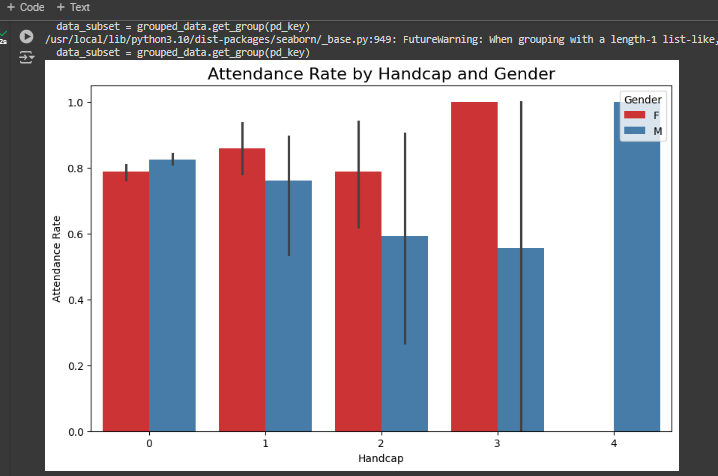 + Code + Text
data_subset = grouped_data.get_group(pd_key)
2s
/usr/local/lib/python3.10/dist-packages/seaborn/_base.py:949: FutureWarning: When grouping with a length-1 list-like,
data_subset = grouped_data.get_group(pd_key)
Attendance Rate by Handcap and Gender
Gender
F
M
1.0
0.8
0.6
0.4
0.2
0.0
Attendance Rate
0 1 2 3 4
Handcap